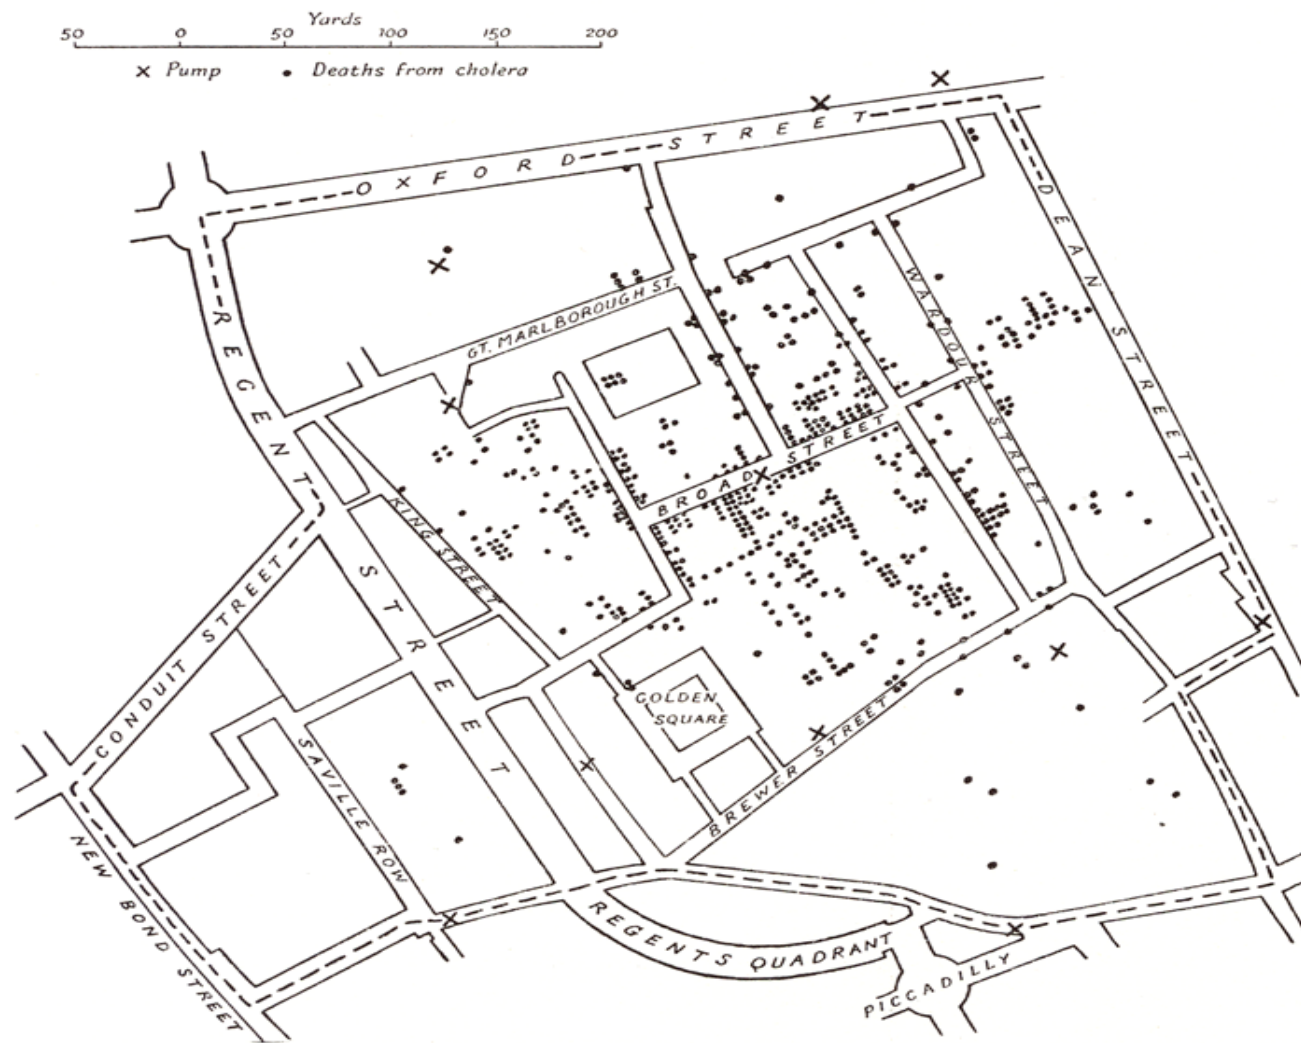 Yards
50 0 50 100 150 200
× Pump • Deaths from cholera
OXFORD STREET
REGENT STREET
DEAN STREET
WARDOUR STREET
GT. MARLBOROUGH ST.
BROAD STREET
KING STREET
CONDUIT STREET
GOLDEN
SQUARE
BREWER STREET
SAVILLE ROW
NEW BOND STREET
REGENTS QUADRANT
PICCADILLY